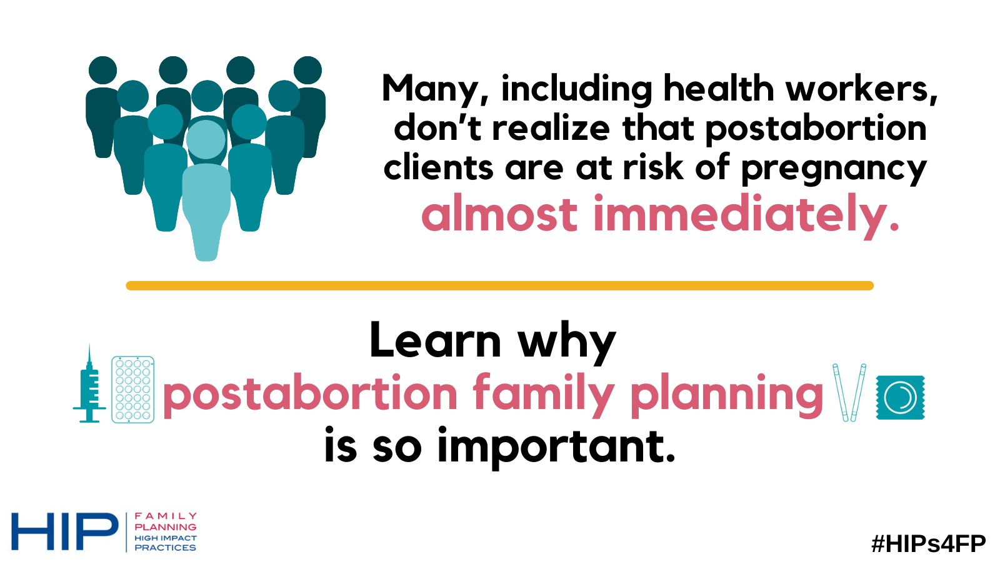 Many, including health workers,
don't realize that postabortion
clients are at risk of pregnancy
almost immediately.
Learn why
postabortion family planning
is so important.
HIP
FAMILY
PLANNING
HIGH IMPACT
PRACTICES
#HIPs4FP